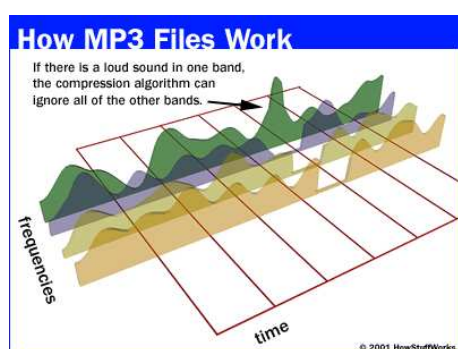 How MP3 Files Work
If there is a loud sound in one band,
the compression algorithm can
ignore all of the other bands.
frequencies
time
© 2001 HowStuffWorks